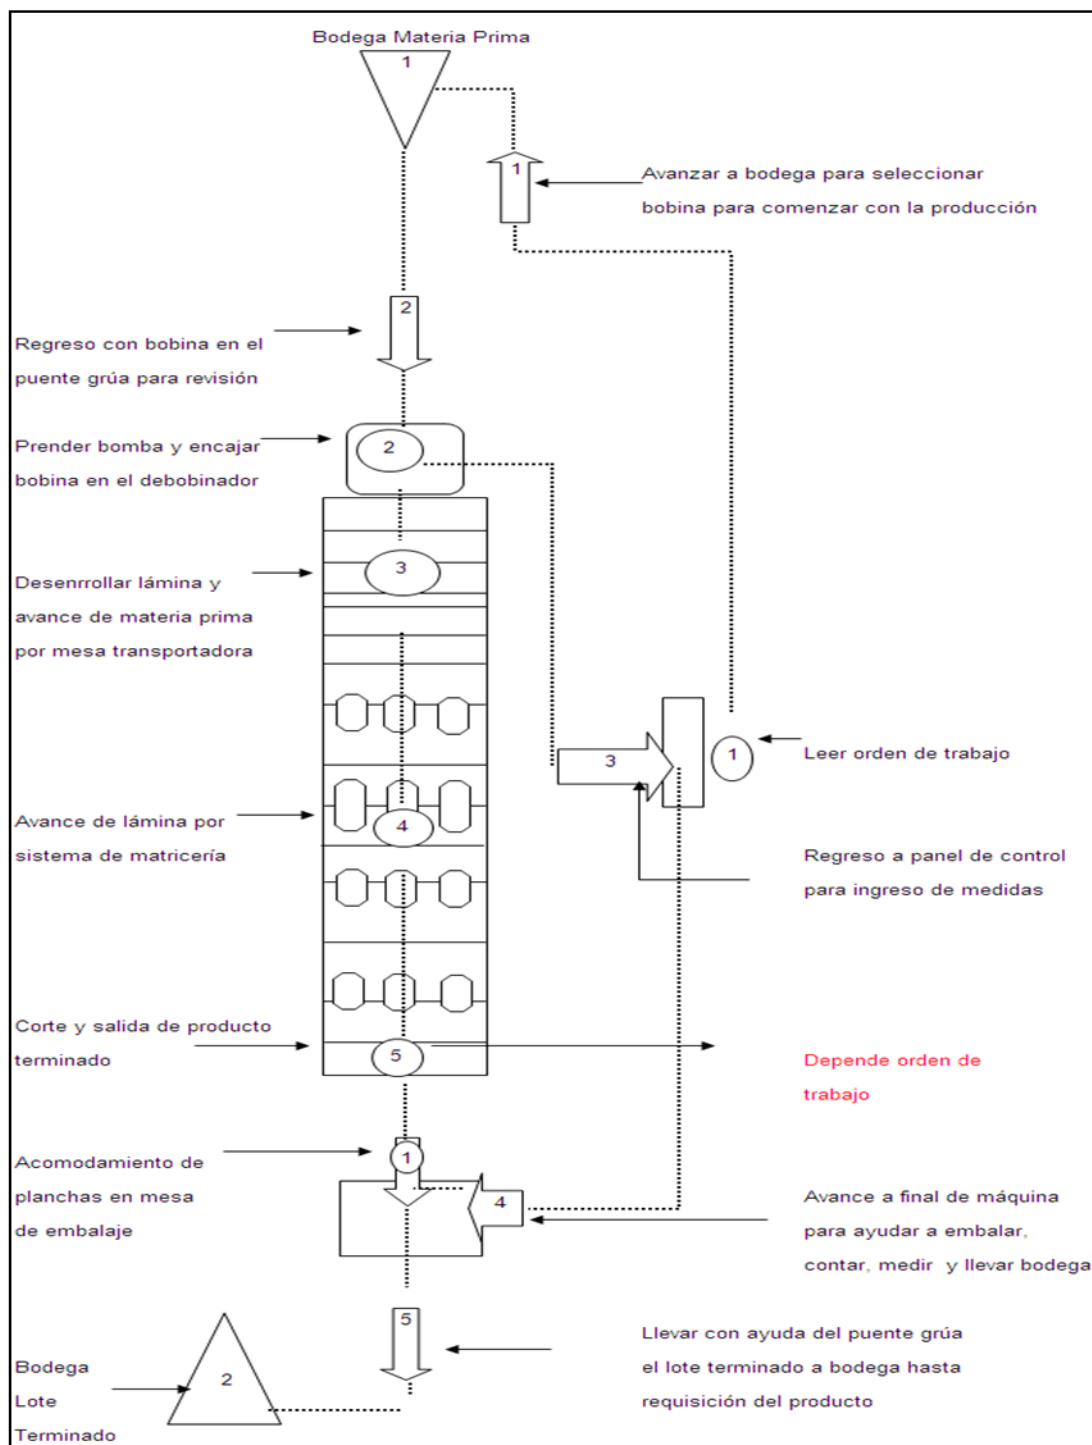 Bodega Materia Prima
1
1
Avanzar a bodega para seleccionar
bobina para comenzar con la producción
2
Regreso con bobina en el
puente grúa para revisión
Prender bomba y encajar
bobina en el debobinador
2
Desenrrollar lámina y
avance de materia prima
por mesa transportadora
3
3
1
Leer orden de trabajo
Avance de lámina por
sistema de matricería
4
Regreso a panel de control
para ingreso de medidas
Corte y salida de producto
terminado
5
Depende orden de
trabajo
Acomodamiento de
planchas en mesa
de embalaje
1
4
Avance a final de máquina
para ayudar a embalar,
contar, medir y llevar bodega
5
Llevar con ayuda del puente grúa
el lote terminado a bodega hasta
requisición del producto
Bodega
Lote
Terminado
2